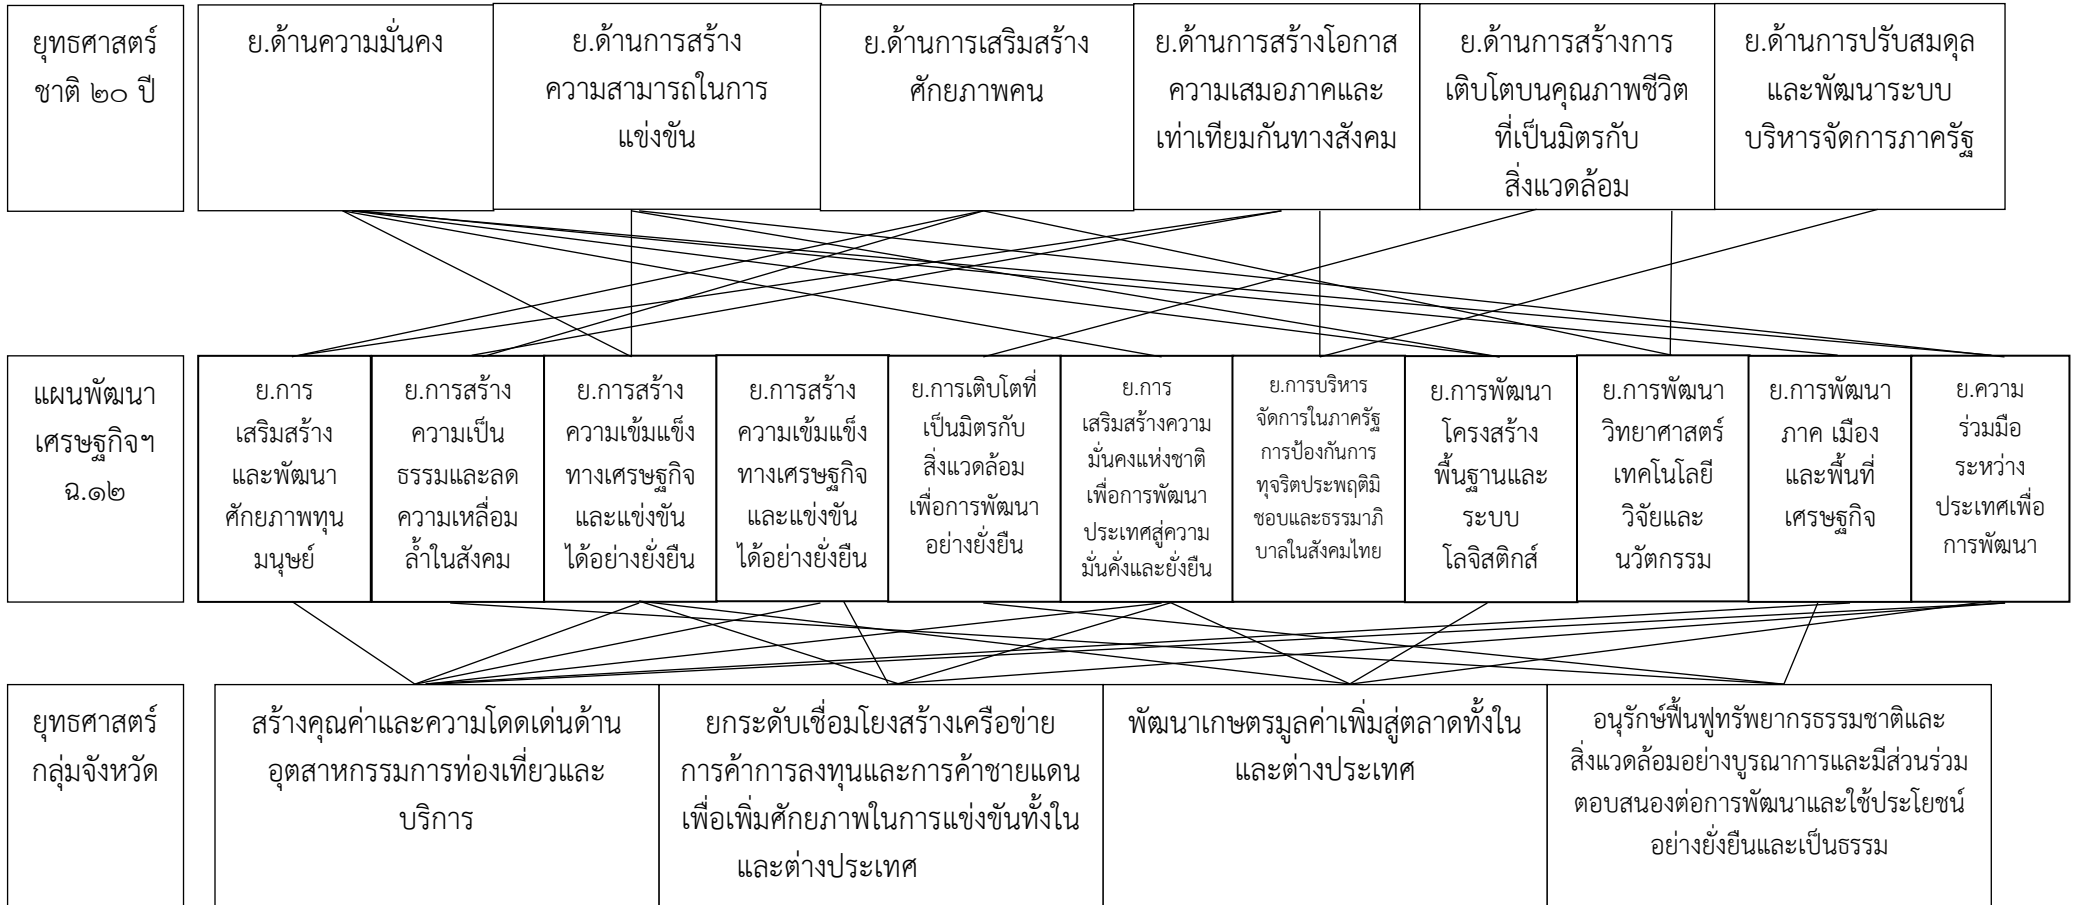 ยุทธศาสตร์
ชาติ ๒๐ ปี
ย.ด้านความมั่นคง
ย.ด้านการสร้าง
ความสามารถในการ
แข่งขัน
ย.ด้านการเสริมสร้าง
ศักยภาพคน
ย.ด้านการสร้างโอกาส
ความเสมอภาคและ
เท่าเทียมกันทางสังคม
ย.ด้านการสร้างการ
เติบโตบนคุณภาพชีวิต
ที่เป็นมิตรกับ
สิ่งแวดล้อม
ย.ด้านการปรับสมดุล
และพัฒนาระบบ
บริหารจัดการภาครัฐ
แผนพัฒนา
เศรษฐกิจฯ
ฉ.๑๒
ย.การ
เสริมสร้าง
และพัฒนา
ศักยภาพทุน
มนุษย์
ย.การสร้าง
ความเป็น
ธรรมและลด
ความเหลื่อม
ล้ำในสังคม
ย.การสร้าง
ความเข้มแข็ง
ทางเศรษฐกิจ
และแข่งขัน
ได้อย่างยั่งยืน
ย.การสร้าง
ความเข้มแข็ง
ทางเศรษฐกิจ
และแข่งขัน
ได้อย่างยั่งยืน
ย.การเติบโตที่
เป็นมิตรกับ
สิ่งแวดล้อม
เพื่อการพัฒนา
อย่างยั่งยืน
ย.การ
เสริมสร้างความ
มั่นคงแห่งชาติ
เพื่อการพัฒนา
ประเทศสู่ความ
มั่นคั่งและยั่งยืน
ย.การบริหาร
จัดการในภาครัฐ
การป้องกันการ
ทุจริตประพฤติมิ
ชอบและธรรมาภิ
บาลในสังคมไทย
ย.การพัฒนา
โครงสร้าง
พื้นฐานและ
ระบบ
โลจิสติกส์
ย.การพัฒนา
วิทยาศาสตร์
เทคโนโลยี
วิจัยและ
นวัตกรรม
ย.การพัฒนา
ภาค เมือง
และพื้นที่
เศรษฐกิจ
ย.ความ
ร่วมมือ
ระหว่าง
ประเทศเพื่อ
การพัฒนา
ยุทธศาสตร์
กลุ่มจังหวัด
สร้างคุณค่าและความโดดเด่นด้าน
อุตสาหกรรมการท่องเที่ยวและ
บริการ
ยกระดับเชื่อมโยงสร้างเครือข่าย
การค้าการลงทุนและการค้าชายแดน
เพื่อเพิ่มศักยภาพในการแข่งขันทั้งใน
และต่างประเทศ
พัฒนาเกษตรมูลค่าเพิ่มสู่ตลาดทั้งใน
และต่างประเทศ
อนุรักษ์ฟื้นฟูทรัพยากรธรรมชาติและ
สิ่งแวดล้อมอย่างบูรณาการและมีส่วนร่วม
ตอบสนองต่อการพัฒนาและใช้ประโยชน์
อย่างยั่งยืนและเป็นธรรม